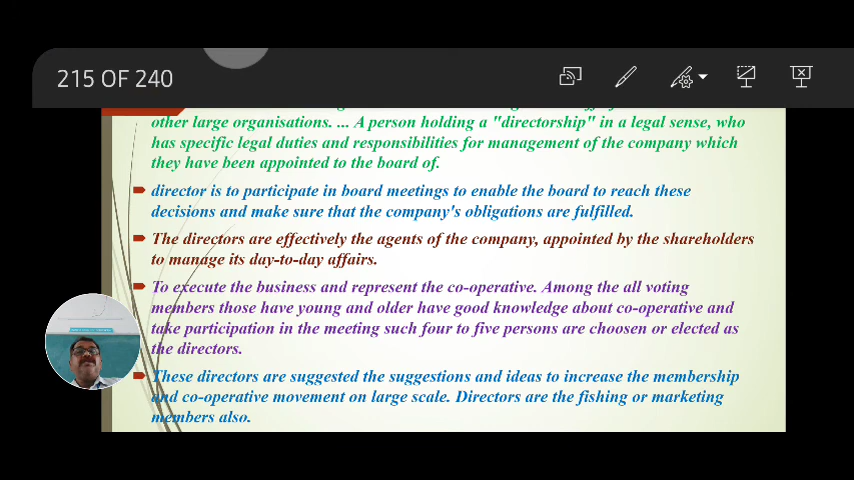 215 OF 240
other large organisations. ... A person holding a "directorship" in a legal sense, who
has specific legal duties and responsibilities for management of the company which
they have been appointed to the board of.
director is to participate in board meetings to enable the board to reach these
decisions and make sure that the company's obligations are fulfilled.
The directors are effectively the agents of the company, appointed by the shareholders
to manage its day-to-day affairs.
To execute the business and represent the co-operative. Among the all voting
members those have young and older have good knowledge about co-operative and
take participation in the meeting such four to five persons are choosen or elected as
the directors.
These directors are suggested the suggestions and ideas to increase the membership
and co-operative movement on large scale. Directors are the fishing or marketing
members also.